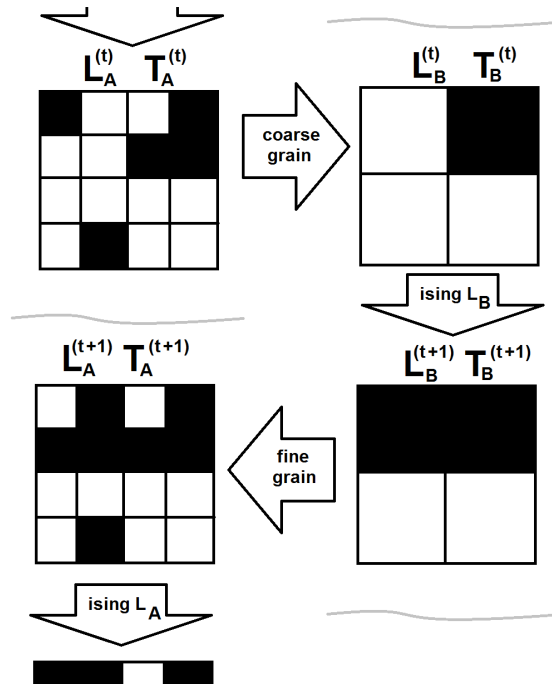 L_A^(t) T_A^(t)
L_B^(t) T_B^(t)
coarse
grain
ising L_B
L_A^(t+1) T_A^(t+1)
L_B^(t+1) T_B^(t+1)
fine
grain
ising L_A